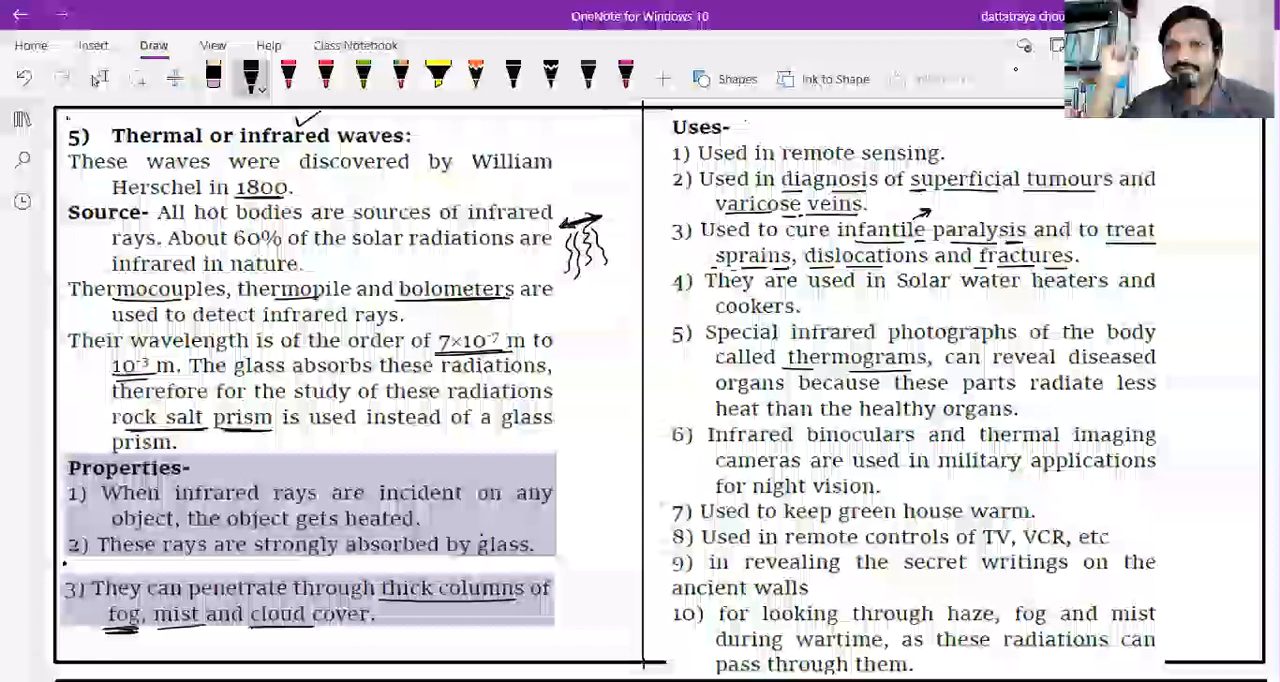 OneNote for Windows 10
dattatraya
Home Insert Draw View Help Class Notebook
Shapes Ink to Shape
5) Thermal or infrared waves:
These waves were discovered by William
Herschel in 1800.
Source- All hot bodies are sources of infrared
rays. About 60% of the solar radiations are
infrared in nature.
Thermocouples, thermopile and bolometers are
used to detect infrared rays.
Their wavelength is of the order of 7×10⁻⁷ m to
10⁻³ m. The glass absorbs these radiations,
therefore for the study of these radiations
rock salt prism is used instead of a glass
prism.
Properties-
1) When infrared rays are incident on any
object, the object gets heated.
2) These rays are strongly absorbed by glass.
3) They can penetrate through thick columns of
fog, mist and cloud cover.
Uses-
1) Used in remote sensing.
2) Used in diagnosis of superficial tumours and
varicose veins.
3) Used to cure infantile paralysis and to treat
sprains, dislocations and fractures.
4) They are used in Solar water heaters and
cookers.
5) Special infrared photographs of the body
called thermograms, can reveal diseased
organs because these parts radiate less
heat than the healthy organs.
6) Infrared binoculars and thermal imaging
cameras are used in military applications
for night vision.
7) Used to keep green house warm.
8) Used in remote controls of TV, VCR, etc
9) in revealing the secret writings on the
ancient walls
10) for looking through haze, fog and mist
during wartime, as these radiations can
pass through them.